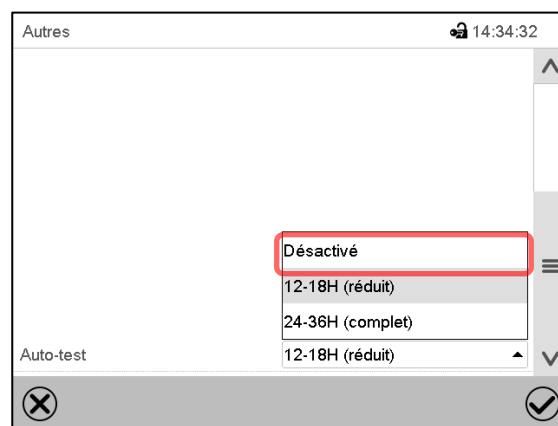 Autres 14:34:32
Désactivé
12-18H (réduit)
24-36H (complet)
Auto-test 12-18H (réduit)